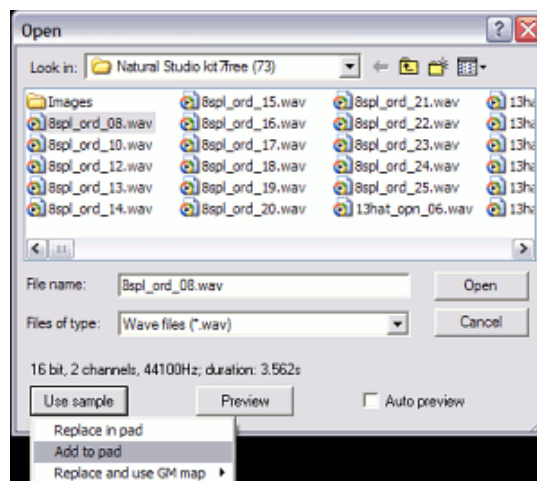 Open
Look in: Natural Studio kit 7free (73)
Images 8spl_ord_15.wav 8spl_ord_21.wav
8spl_ord_08.wav 8spl_ord_16.wav 8spl_ord_22.wav
8spl_ord_10.wav 8spl_ord_17.wav 8spl_ord_23.wav
8spl_ord_12.wav 8spl_ord_18.wav 8spl_ord_24.wav
8spl_ord_13.wav 8spl_ord_19.wav 8spl_ord_25.wav
8spl_ord_14.wav 8spl_ord_20.wav 13hat_opn_06.wav
File name: 8spl_ord_08.wav Open
Files of type: Wave files (*.wav) Cancel
16 bit, 2 channels, 44100Hz; duration: 3.562s
Use sample Preview Auto preview
Replace in pad
Add to pad
Replace and use GM map